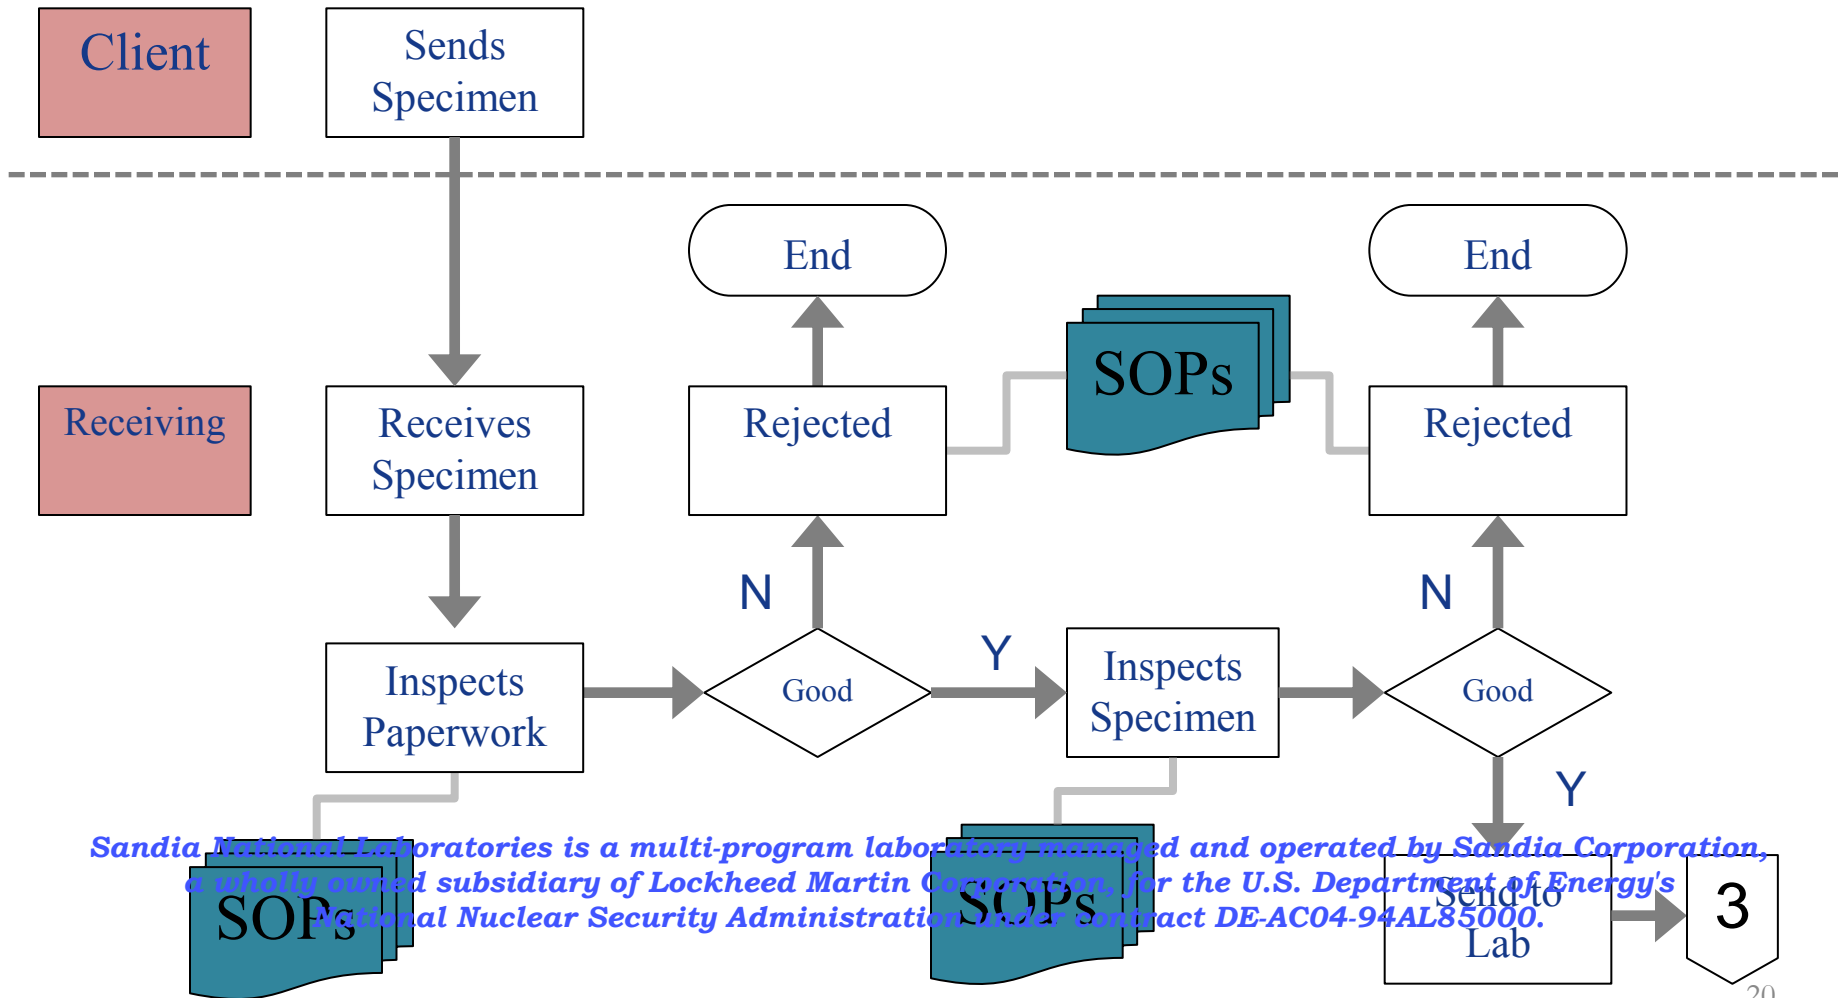 Client
Sends
Specimen
End
End
SOPs
Receiving
Receives
Specimen
Rejected
Rejected
N
N
Y
Inspects
Paperwork
Good
Inspects
Specimen
Good
Y
Sandia National Laboratories is a multi-program laboratory managed and operated by Sandia Corporation,
a wholly owned subsidiary of Lockheed Martin Corporation, for the U.S. Department of Energy's
National Nuclear Security Administration under contract DE-AC04-94AL85000.
SOPs
SOPs
Send to
Lab
3
20